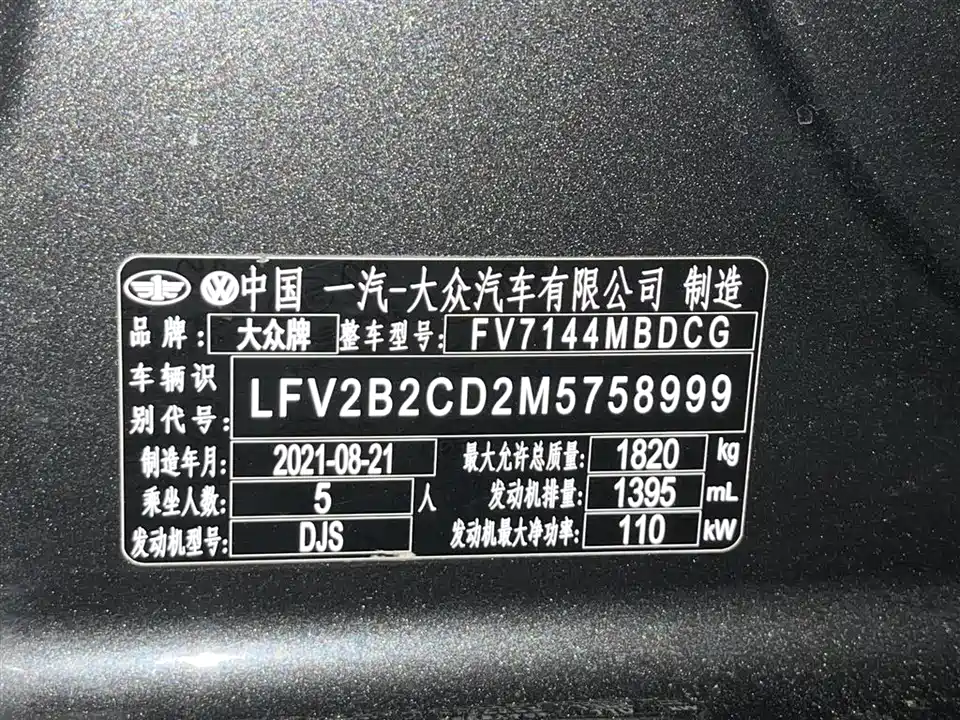 中国 一汽-大众汽车有限公司 制造
品牌: 大众牌 整车型号: FV7144MBDCG
车辆识别代号: LFV2B2CD2M5758999
制造年月: 2021-08-21 最大允许总质量: 1820 kg
乘坐人数: 5 人 发动机排量: 1395 mL
发动机型号: DJS 发动机最大净功率: 110 kW